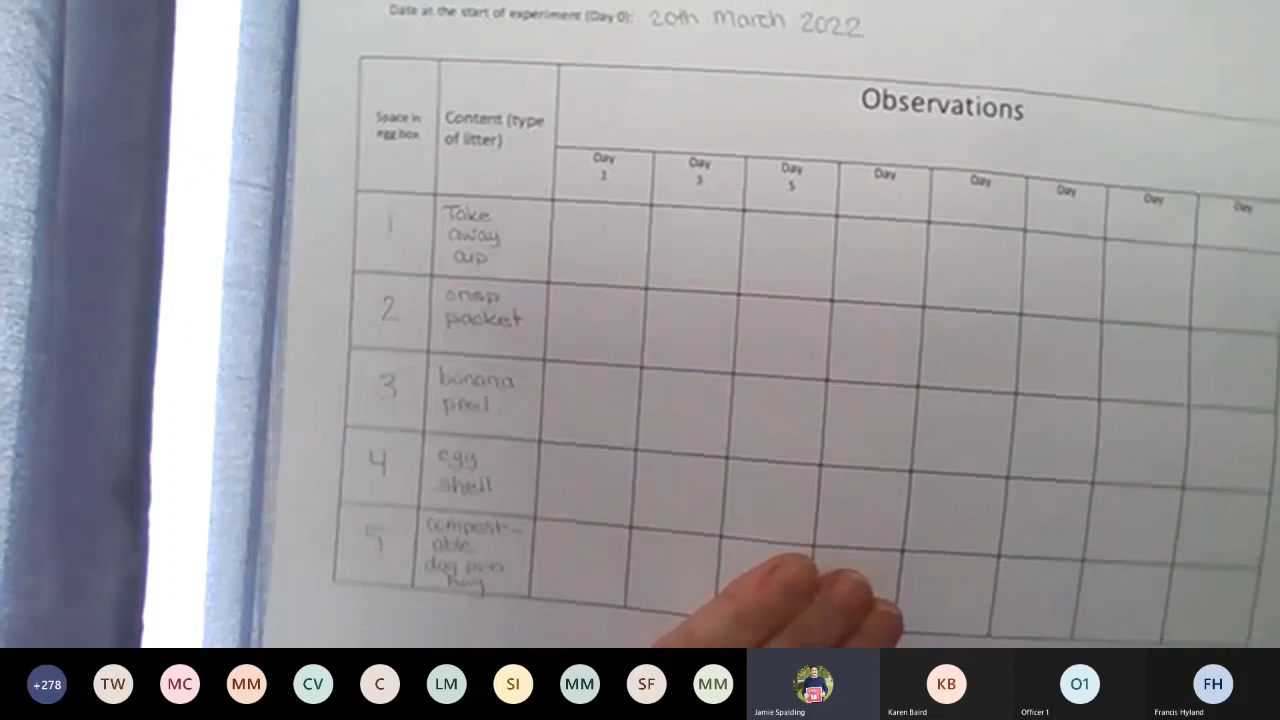 Date at the start of experiment (Day 0): 20th March 2022
Observations
Space in
egg box
Content (type
of litter)
Day
1
Day
3
Day
5
Day
Day
Day
Day
Day
1
Take
away
cup
2
crisp
packet
3
banana
peel
4
egg
shell
5
compost-
able
dog poo
bag
+278
TW
MC
MM
CV
C
LM
SI
MM
SF
MM
KB
O1
FH
Jamie Spalding
Karen Baird
Officer 1
Francis Hyland